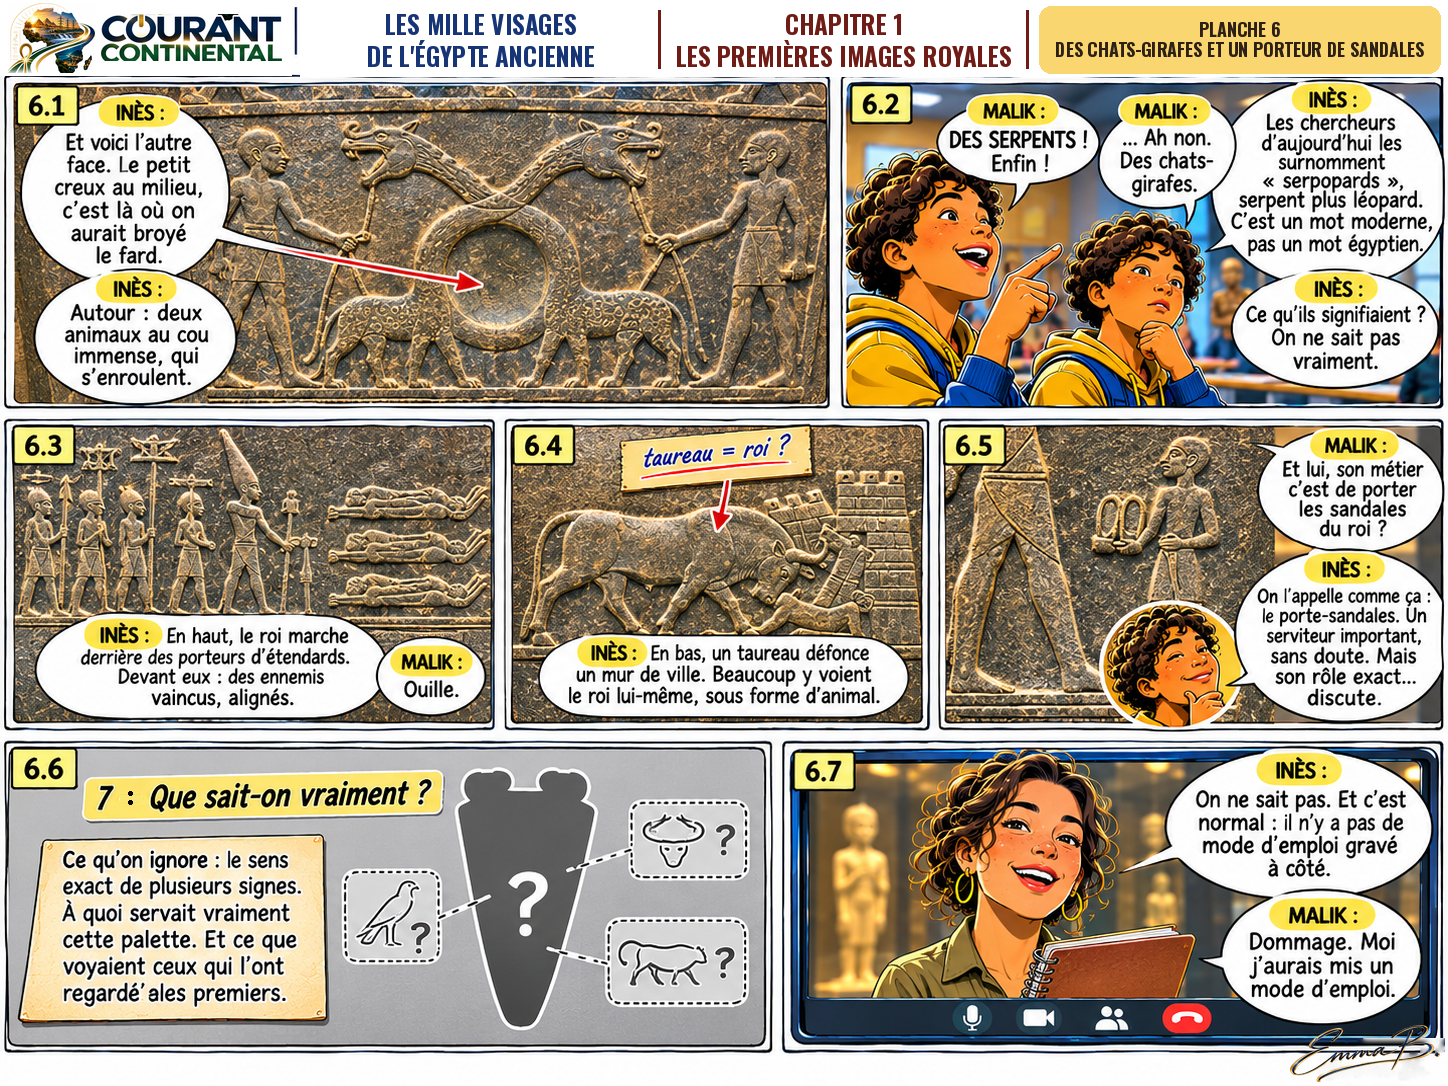 COURANT
CONTINENTAL
LES MILLE VISAGES
DE L'ÉGYPTE ANCIENNE
CHAPITRE 1
LES PREMIÈRES IMAGES ROYALES
PLANCHE 6
DES CHATS-GIRAFES ET UN PORTEUR DE SANDALES
6.1
INÈS :
Et voici l'autre
face. Le petit
creux au milieu,
c'est là où on
aurait broyé
le fard.
INÈS :
Autour : deux
animaux au cou
immense, qui
s'enroulent.
6.2
MALIK :
DES SERPENTS !
Enfin !
MALIK :
... Ah non.
Des chats-
girafes.
INÈS :
Les chercheurs
d'aujourd'hui les
surnomment
« serpopards »,
serpent plus léopard.
C'est un mot moderne,
pas un mot égyptien.
INÈS :
Ce qu'ils signifiaient ?
On ne sait pas
vraiment.
6.3
INÈS : En haut, le roi marche
derrière des porteurs d'étendards.
Devant eux : des ennemis
vaincus, alignés.
MALIK :
Ouille.
6.4
taureau = roi ?
INÈS : En bas, un taureau défonce
un mur de ville. Beaucoup y voient
le roi lui-même, sous forme d'animal.
6.5
MALIK :
Et lui, son métier
c'est de porter
les sandales
du roi ?
INÈS :
On l'appelle comme ça :
le porte-sandales. Un
serviteur important,
sans doute. Mais
son rôle exact...
discute.
6.6
7 : Que sait-on vraiment ?
Ce qu'on ignore : le sens
exact de plusieurs signes.
À quoi servait vraiment
cette palette. Et ce que
voyaient ceux qui l'ont
regardé'ales premiers.
?
?
?
?
6.7
INÈS :
On ne sait pas. Et c'est
normal : il n'y a pas de
mode d'emploi gravé
à côté.
MALIK :
Dommage. Moi
j'aurais mis un
mode d'emploi.
Emma B.